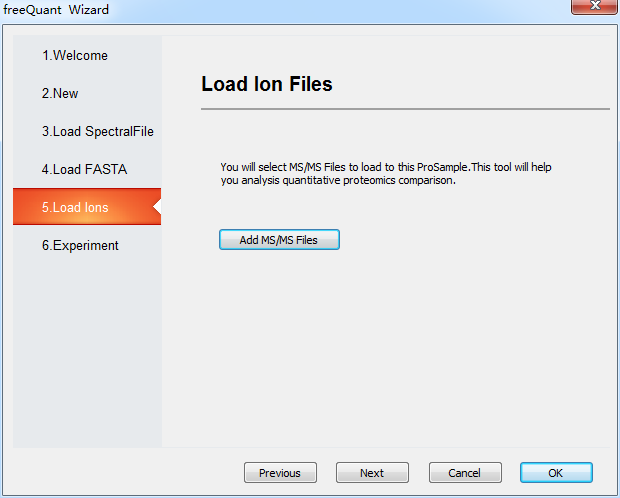 freeQuant Wizard
1.Welcome
2.New
3.Load SpectralFile
4.Load FASTA
5.Load Ions
6.Experiment
Load Ion Files
You will select MS/MS Files to load to this ProSample.This tool will help
you analysis quantitative proteomics comparison.
Add MS/MS Files
Previous Next Cancel OK